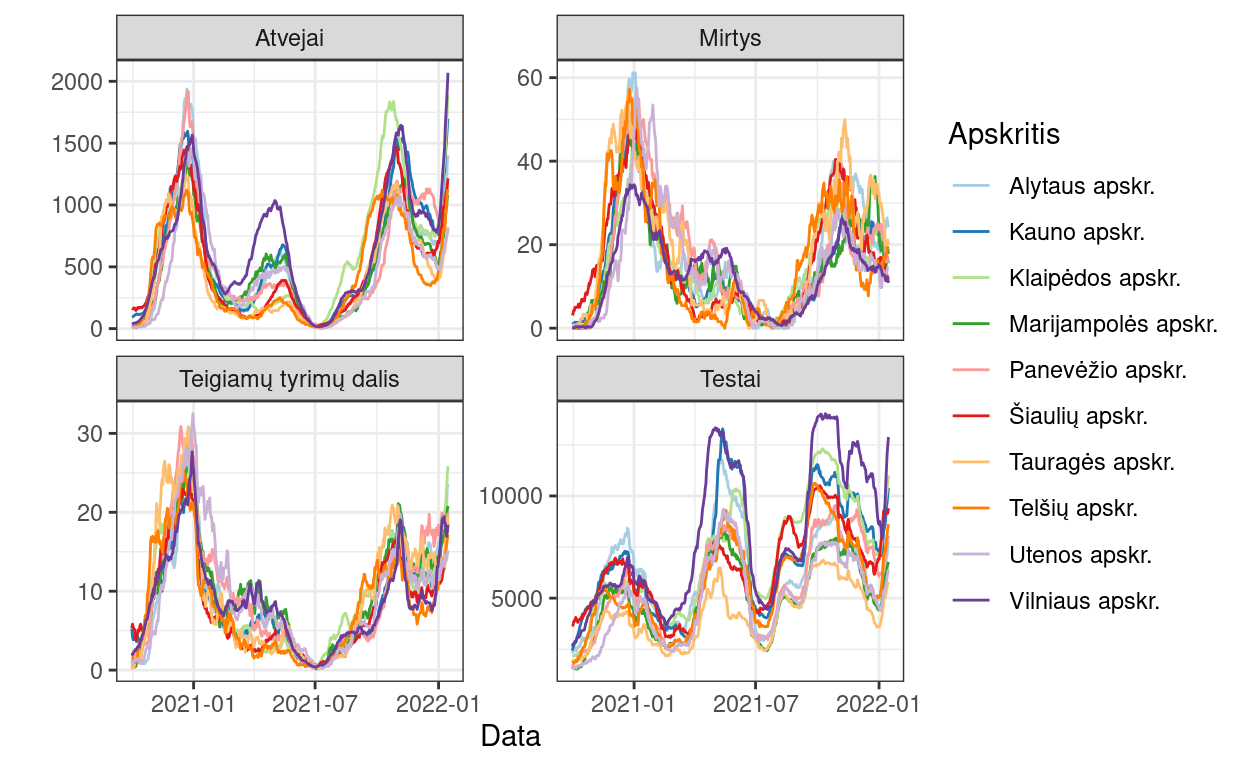 Atvejai
Mirtys
2000
1500
1000
500
0
60
40
20
0
Teigiamų tyrimų dalis
Testai
30
20
10
0
10000
5000
2021-01 2021-07 2022-01
2021-01 2021-07 2022-01
Data
Apskritis
Alytaus apskr.
Kauno apskr.
Klaipėdos apskr.
Marijampolės apskr.
Panevėžio apskr.
Šiaulių apskr.
Tauragės apskr.
Telšių apskr.
Utenos apskr.
Vilniaus apskr.